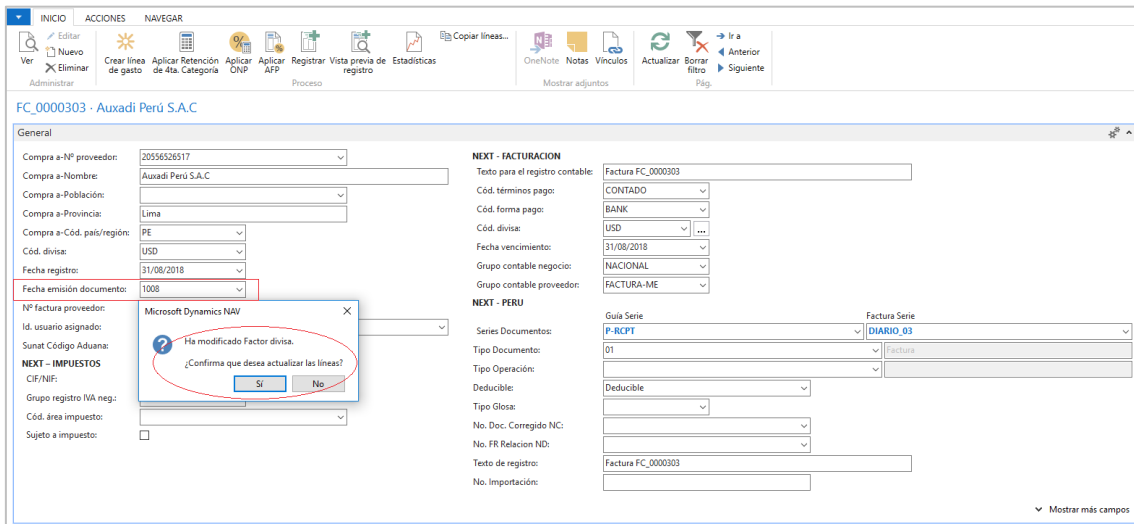 INICIO ACCIONES NAVEGAR
Ver
Editar
Nuevo
Eliminar
Administrar
Crear línea de gasto
Aplicar Retención de 4ta. Categoría
Aplicar ONP
Aplicar AFP
Registrar
Vista previa de registro
Estadísticas
Copiar líneas...
Proceso
OneNote
Notas
Vínculos
Mostrar adjuntos
Actualizar
Borrar filtro
Ir a
Anterior
Siguiente
Pág.
FC_0000303 · Auxadi Perú S.A.C
General
Compra a-Nº proveedor: 20556526517
Compra a-Nombre: Auxadi Perú S.A.C
Compra a-Población:
Compra a-Provincia: Lima
Compra a-Cód. país/región: PE
Cód. divisa: USD
Fecha registro: 31/08/2018
Fecha emisión documento: 1008
Nº factura proveedor:
Id. usuario asignado:
Sunat Código Aduana:
NEXT – IMPUESTOS
CIF/NIF:
Grupo registro IVA neg.:
Cód. área impuesto:
Sujeto a impuesto:
Microsoft Dynamics NAV
Ha modificado Factor divisa.
¿Confirma que desea actualizar las líneas?
Sí No
NEXT - FACTURACION
Texto para el registro contable: Factura FC_0000303
Cód. términos pago: CONTADO
Cód. forma pago: BANK
Cód. divisa: USD ...
Fecha vencimiento: 31/08/2018
Grupo contable negocio: NACIONAL
Grupo contable proveedor: FACTURA-ME
NEXT - PERU
Guía Serie Factura Serie
Series Documentos: P-RCPT DIARIO_03
Tipo Documento: 01 Factura
Tipo Operación:
Deducible: Deducible
Tipo Glosa:
No. Doc. Corregido NC:
No. FR Relacion ND:
Texto de registro: Factura FC_0000303
No. Importación:
Mostrar más campos